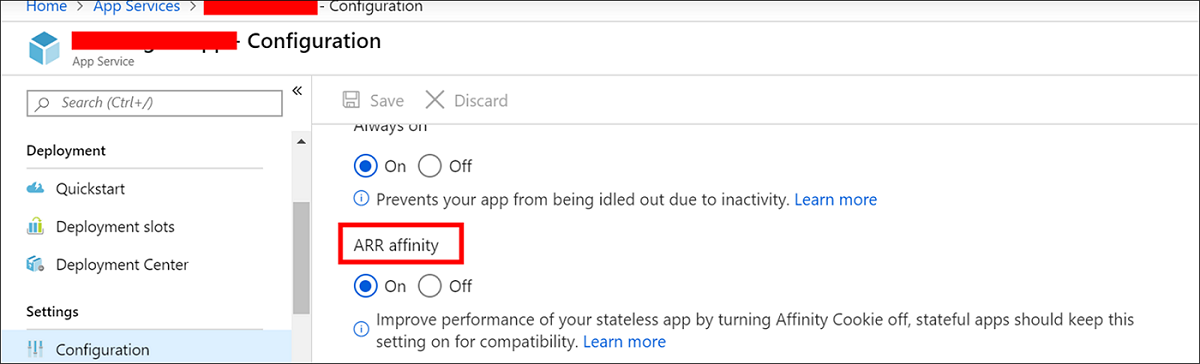 Home > App Services > - Configuration
- Configuration
App Service
Search (Ctrl+/)
«
Save Discard
Always on
Deployment
On Off
Quickstart
Prevents your app from being idled out due to inactivity. Learn more
Deployment slots
ARR affinity
Deployment Center
On Off
Settings
Improve performance of your stateless app by turning Affinity Cookie off, stateful apps should keep this
setting on for compatibility. Learn more
Configuration